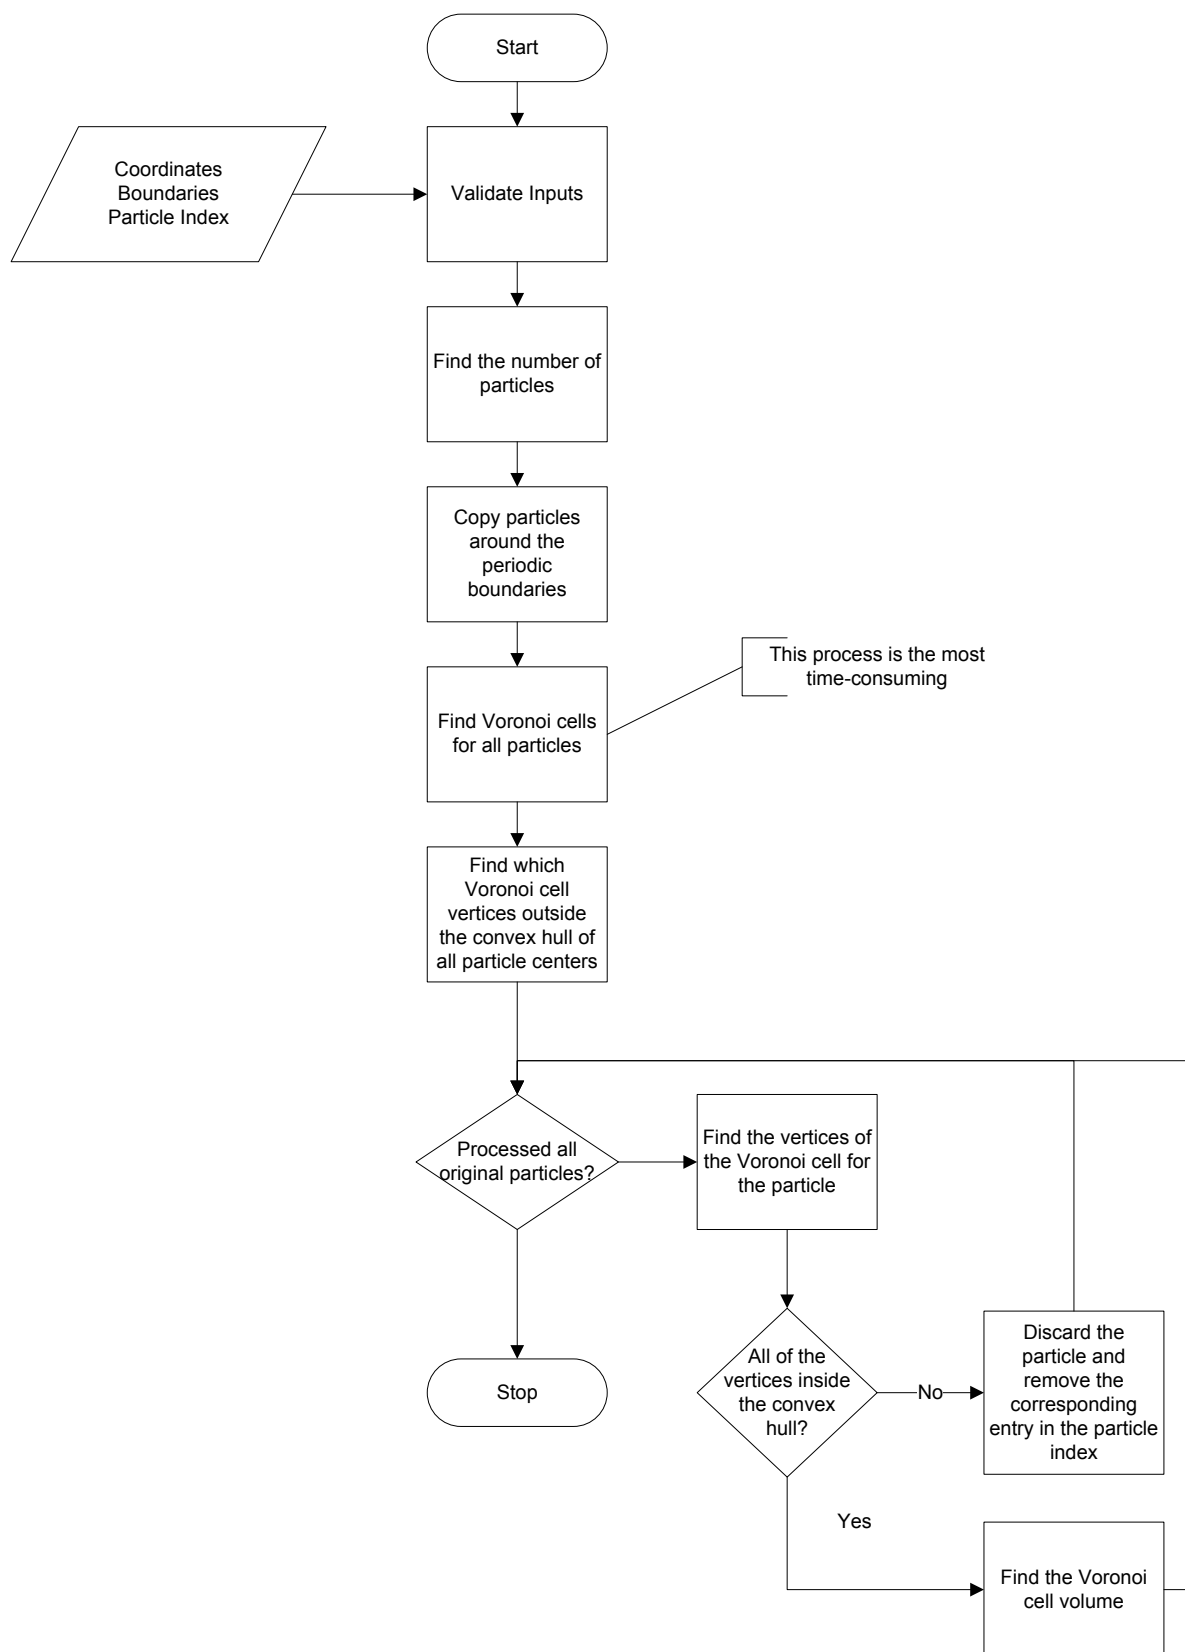 Start
Coordinates
Boundaries
Particle Index
Validate Inputs
Find the number of
particles
Copy particles
around the
periodic
boundaries
This process is the most
time-consuming
Find Voronoi cells
for all particles
Find which
Voronoi cell
vertices outside
the convex hull of
all particle centers
Processed all
original particles?
Find the vertices of
the Voronoi cell for
the particle
Stop
All of the
vertices inside
the convex
hull?
No
Discard the
particle and
remove the
corresponding
entry in the particle
index
Yes
Find the Voronoi
cell volume